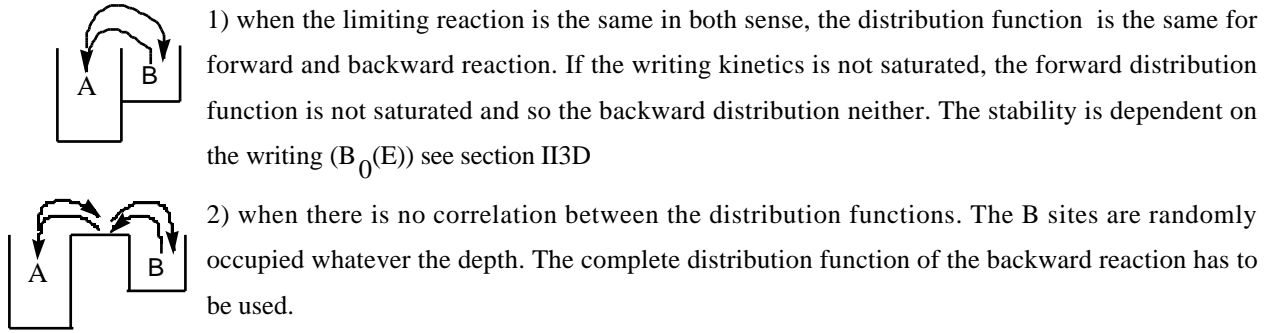 1) when the limiting reaction is the same in both sense, the distribution function is the same for
A B forward and backward reaction. If the writing kinetics is not saturated, the forward distribution
function is not saturated and so the backward distribution neither. The stability is dependent on
the writing (B0(E)) see section II3D
2) when there is no correlation between the distribution functions. The B sites are randomly
A B occupied whatever the depth. The complete distribution function of the backward reaction has to
be used.